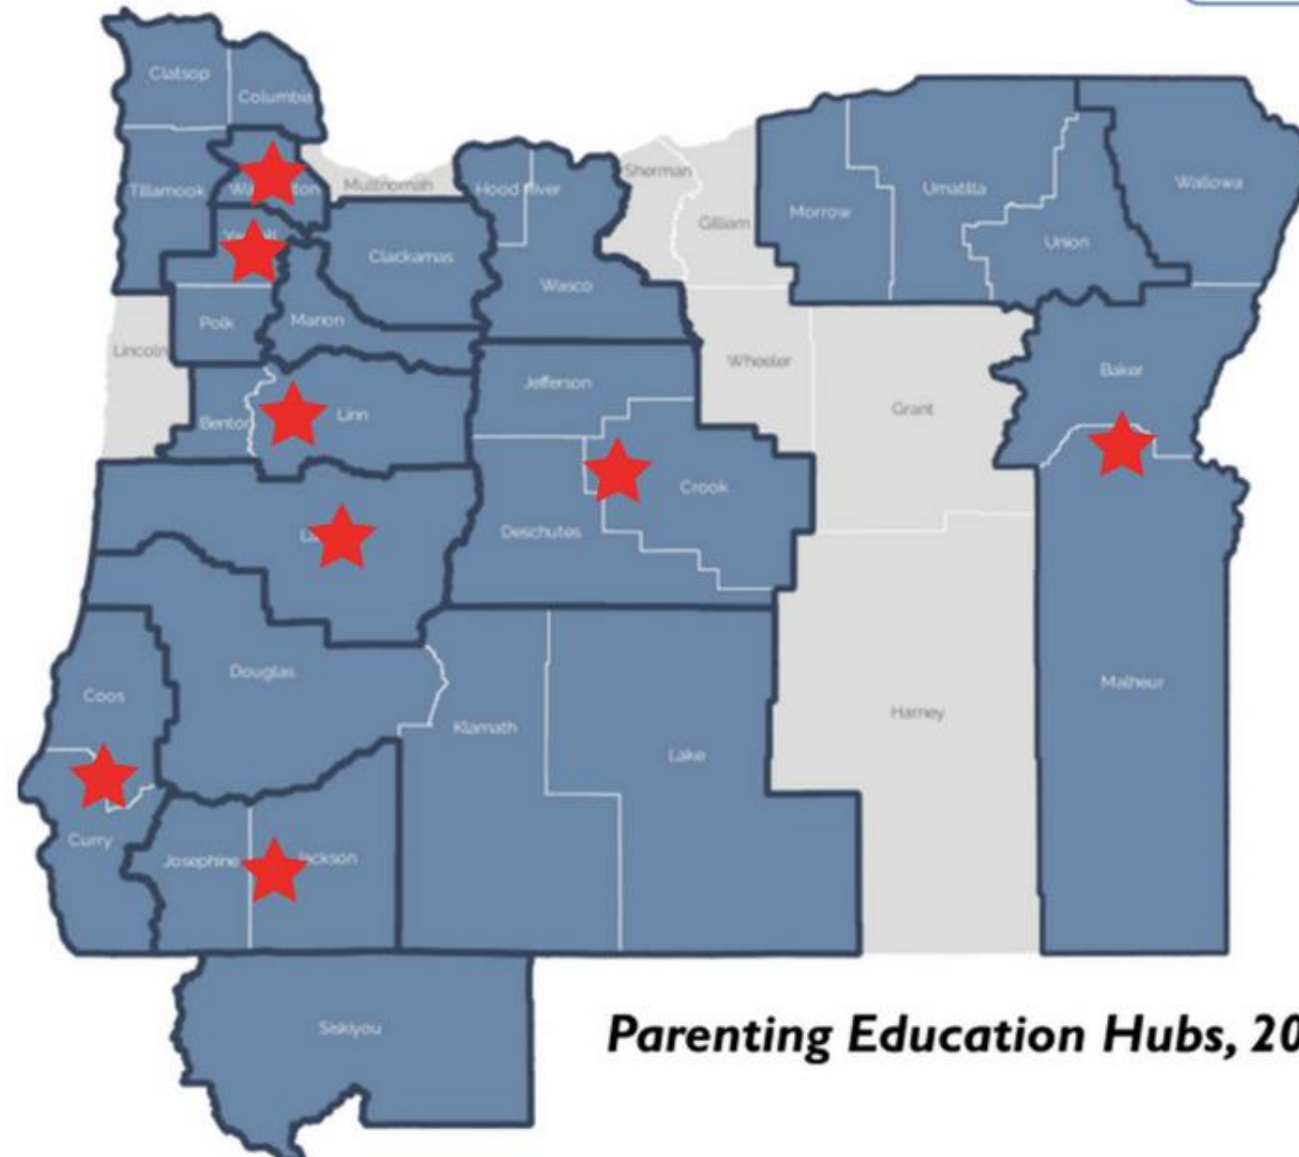 Clatsop
Columbia
Tillamook
Multnomah
Hood River
Sherman
Gilliam
Morrow
Umatilla
Union
Wallowa
Clackamas
Wasco
Polk
Marion
Lincoln
Wheeler
Jefferson
Grant
Baker
Benton
Linn
Crook
Deschutes
Douglas
Coos
Klamath
Lake
Harney
Malheur
Curry
Josephine
Siskiyou
Parenting Education Hubs, 20